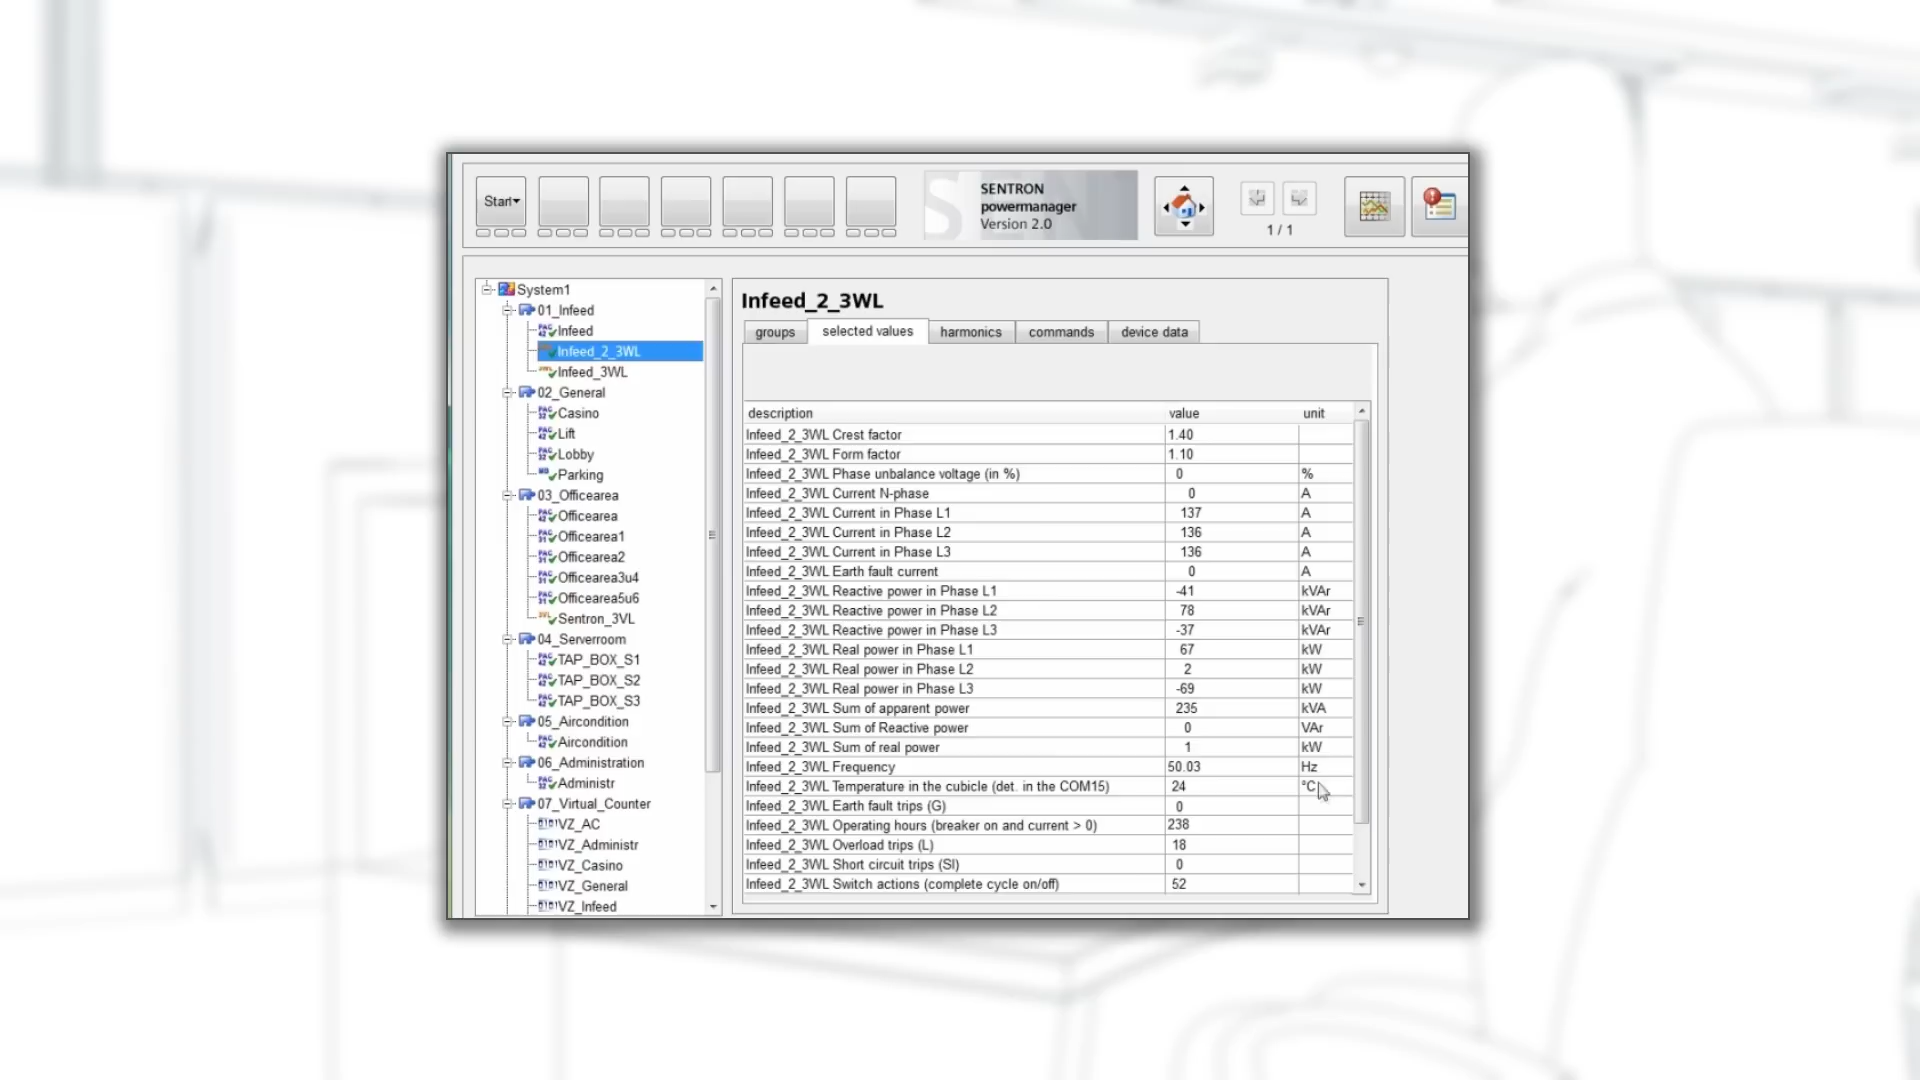 Start
SENTRON
powermanager
Version 2.0
1 / 1
System1
01_Infeed
Infeed
Infeed_2_3WL
Infeed_3WL
02_General
Casino
Lift
Lobby
Parking
03_Officearea
Officearea
Officearea1
Officearea2
Officearea3u4
Officearea5u6
Sentron_3VL
04_Serverroom
TAP_BOX_S1
TAP_BOX_S2
TAP_BOX_S3
05_Aircondition
Aircondition
06_Administration
Administr
07_Virtual_Counter
VZ_AC
VZ_Administr
VZ_Casino
VZ_General
VZ_Infeed
Infeed_2_3WL
groups selected values harmonics commands device data
description value unit
Infeed_2_3WL Crest factor 1.40
Infeed_2_3WL Form factor 1.10
Infeed_2_3WL Phase unbalance voltage (in %) 0 %
Infeed_2_3WL Current N-phase 0 A
Infeed_2_3WL Current in Phase L1 137 A
Infeed_2_3WL Current in Phase L2 136 A
Infeed_2_3WL Current in Phase L3 136 A
Infeed_2_3WL Earth fault current 0 A
Infeed_2_3WL Reactive power in Phase L1 -41 kVAr
Infeed_2_3WL Reactive power in Phase L2 78 kVAr
Infeed_2_3WL Reactive power in Phase L3 -37 kVAr
Infeed_2_3WL Real power in Phase L1 67 kW
Infeed_2_3WL Real power in Phase L2 2 kW
Infeed_2_3WL Real power in Phase L3 -69 kW
Infeed_2_3WL Sum of apparent power 235 kVA
Infeed_2_3WL Sum of Reactive power 0 VAr
Infeed_2_3WL Sum of real power 1 kW
Infeed_2_3WL Frequency 50.03 Hz
Infeed_2_3WL Temperature in the cubicle (det. in the COM15) 24 °C
Infeed_2_3WL Earth fault trips (G) 0
Infeed_2_3WL Operating hours (breaker on and current > 0) 238
Infeed_2_3WL Overload trips (L) 18
Infeed_2_3WL Short circuit trips (SI) 0
Infeed_2_3WL Switch actions (complete cycle on/off) 52